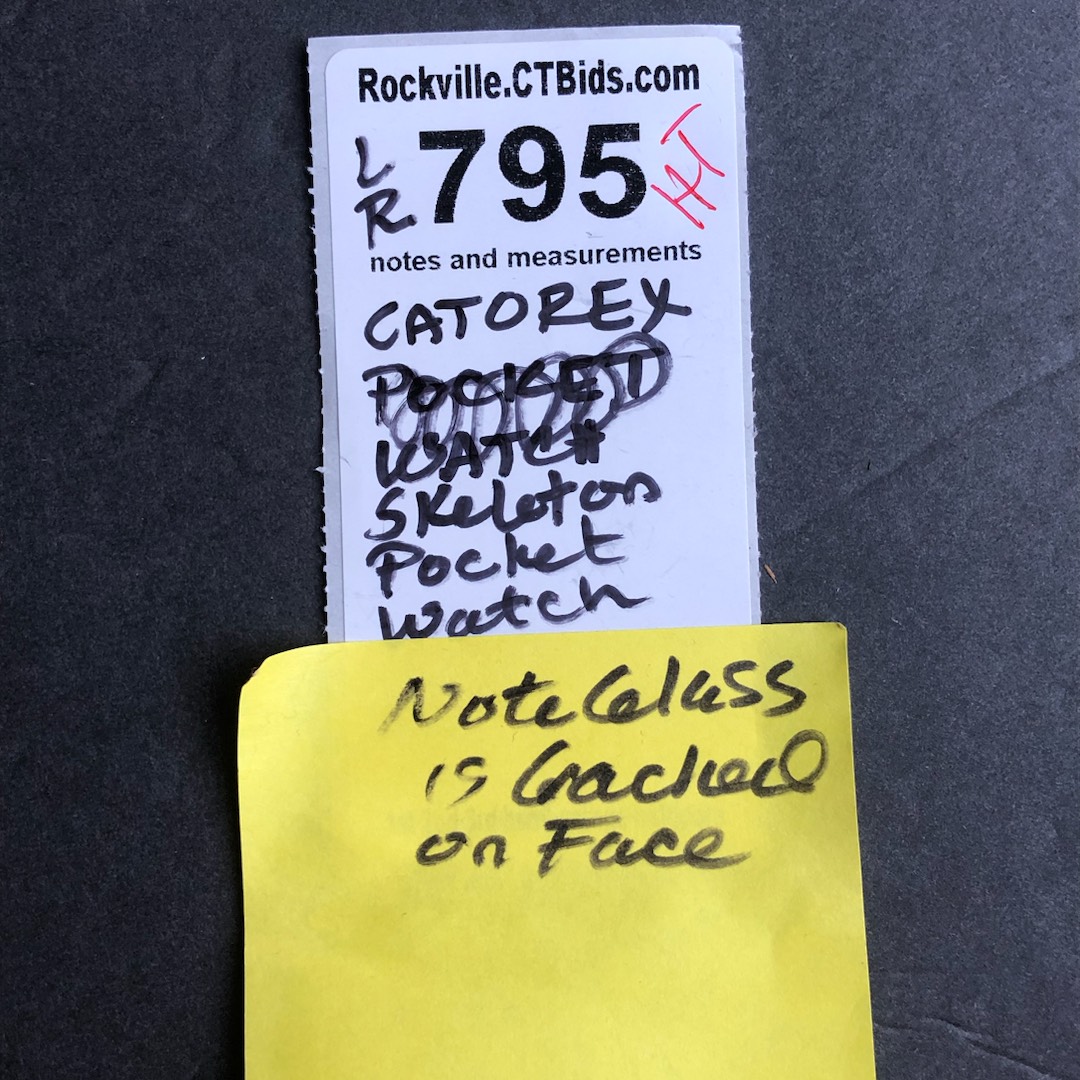 Rockville.CTBids.com
L.
R.
795
HT
notes and measurements
CATOREX
POCKET
WATCH
Skeleton
Pocket
Watch
Note Glass
is Cracked
on Face